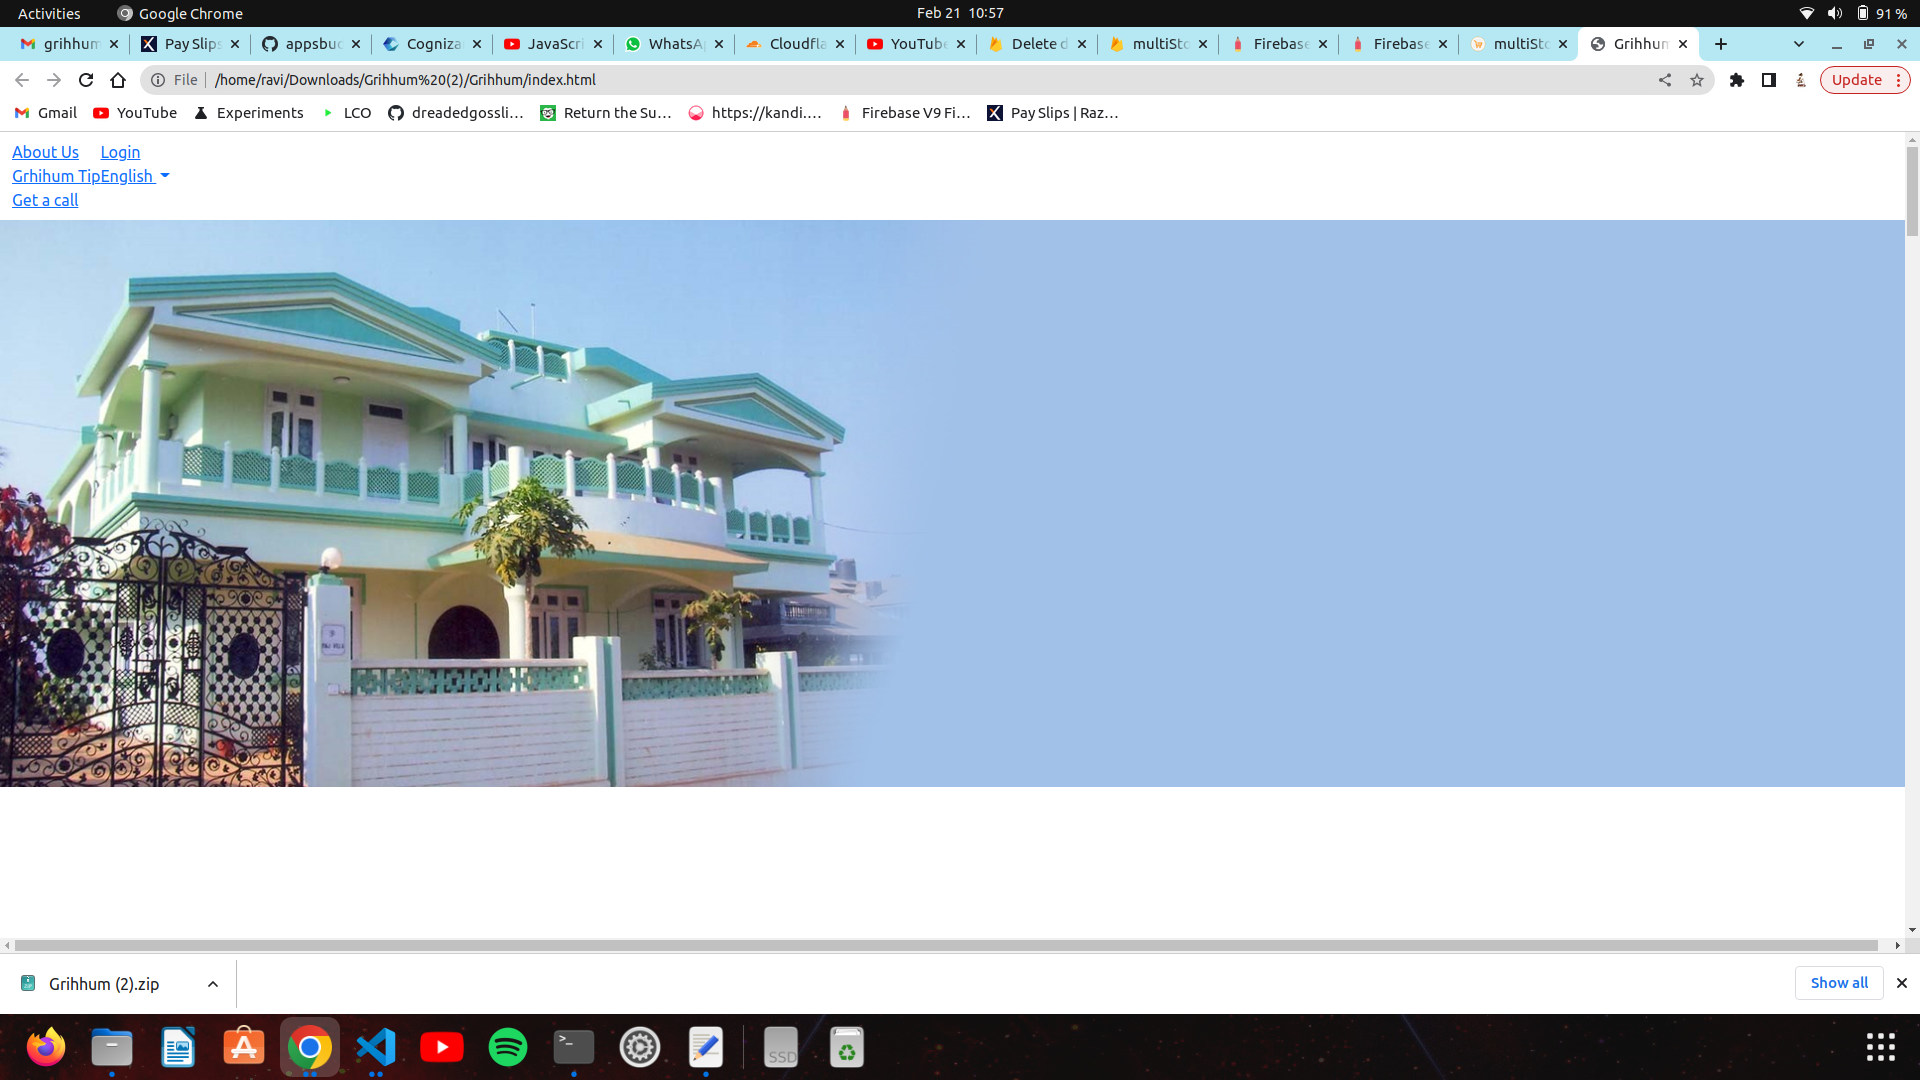 Activities Google Chrome Feb 21 10:57 91 %
grihhum Pay Slips appsbuc Cogniza JavaScri WhatsAp Cloudfla YouTube Delete d multiSto Firebase Firebase multiSto Grihhum
File /home/ravi/Downloads/Grihhum%20(2)/Grihhum/index.html Update
Gmail YouTube Experiments LCO dreadedgossli... Return the Su... https://kandi.... Firebase V9 Fi... Pay Slips | Raz...
About Us Login
Grhihum TipEnglish
Get a call
Grihhum (2).zip Show all
SSD